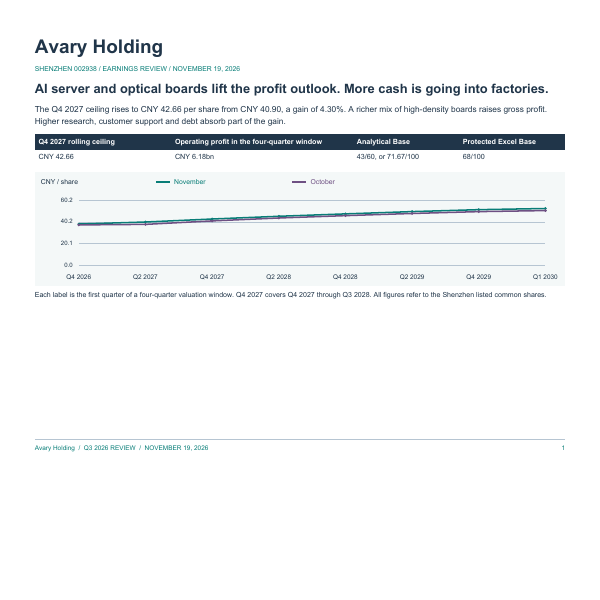 Avary Holding
SHENZHEN 002938 / EARNINGS REVIEW / NOVEMBER 19, 2026
AI server and optical boards lift the profit outlook. More cash is going into factories.
The Q4 2027 ceiling rises to CNY 42.66 per share from CNY 40.90, a gain of 4.30%. A richer mix of high-density boards raises gross profit.
Higher research, customer support and debt absorb part of the gain.
Q4 2027 rolling ceiling Operating profit in the four-quarter window Analytical Base Protected Excel Base
CNY 42.66 CNY 6.18bn 43/60, or 71.67/100 68/100
CNY / share November October
60.2
40.2
20.1
0.0
Q4 2026 Q2 2027 Q4 2027 Q2 2028 Q4 2028 Q2 2029 Q4 2029 Q1 2030
Each label is the first quarter of a four-quarter valuation window. Q4 2027 covers Q4 2027 through Q3 2028. All figures refer to the Shenzhen listed common shares.
Avary Holding / Q3 2026 REVIEW / NOVEMBER 19, 2026 1